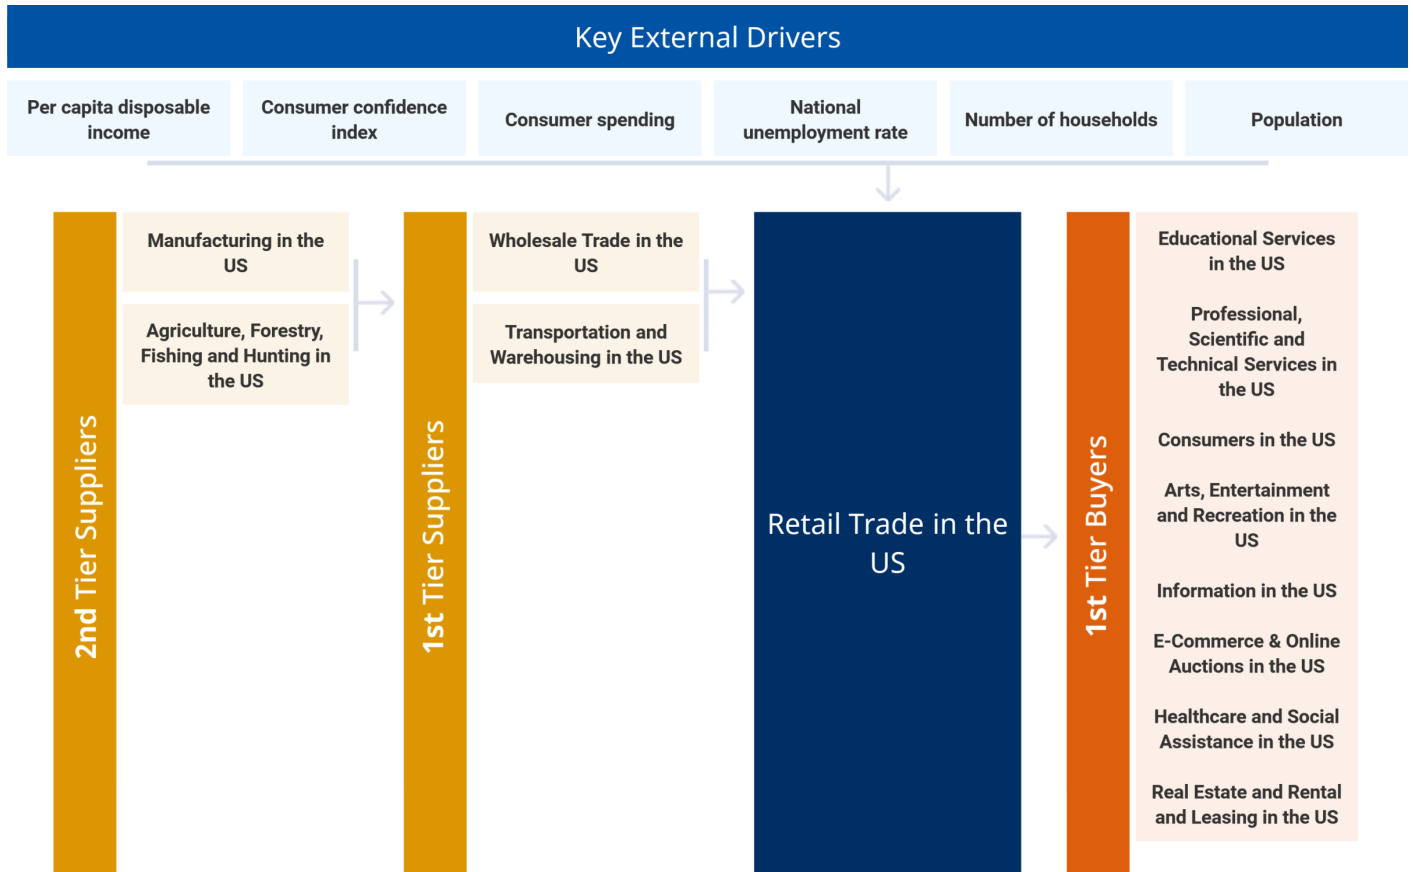 Key External Drivers
Per capita disposable
income
Consumer confidence
index
Consumer spending
National
unemployment rate
Number of households
Population
2nd Tier Suppliers
Manufacturing in the
US
Agriculture, Forestry,
Fishing and Hunting in
the US
1st Tier Suppliers
Wholesale Trade in the
US
Transportation and
Warehousing in the US
Retail Trade in the
US
1st Tier Buyers
Educational Services
in the US
Professional,
Scientific and
Technical Services in
the US
Consumers in the US
Arts, Entertainment
and Recreation in the
US
Information in the US
E-Commerce & Online
Auctions in the US
Healthcare and Social
Assistance in the US
Real Estate and Rental
and Leasing in the US